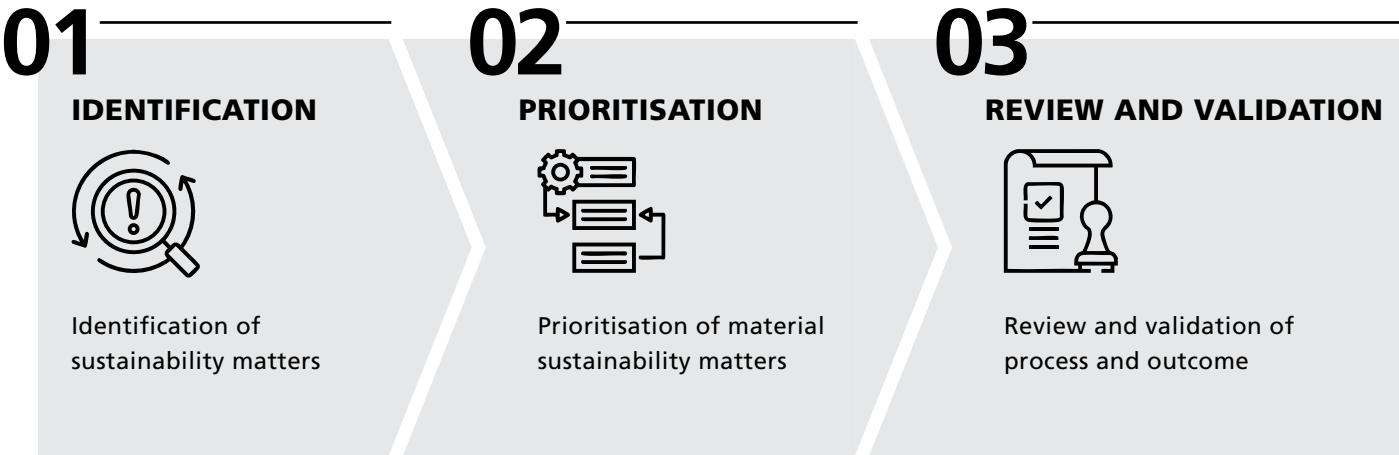 01
IDENTIFICATION
Identification of
sustainability matters
02
PRIORITISATION
Prioritisation of material
sustainability matters
03
REVIEW AND VALIDATION
Review and validation of
process and outcome